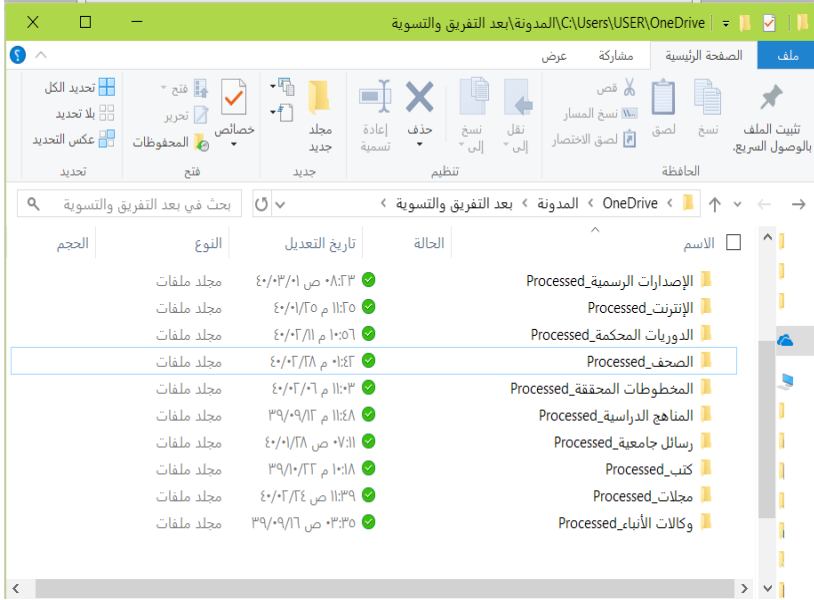 C:\Users\USER\OneDrive\المدونة\بعد التفريق والتسوية
ملف الصفحة الرئيسية مشاركة عرض
تثبيت الملف بالوصول السريع.
نسخ
لصق
قص
نسخ المسار
لصق الاختصار
الحافظة
نقل إلى
نسخ إلى
حذف
إعادة تسمية
تنظيم
مجلد جديد
جديد
خصائص
فتح
تحرير
المحفوظات
فتح
تحديد الكل
بلا تحديد
عكس التحديد
تحديد
OneDrive › المدونة › بعد التفريق والتسوية ›
بحث في بعد التفريق والتسوية
الاسم الحالة تاريخ التعديل النوع الحجم
الإصدارات الرسمية_Processed ٠٨:٢٣ ص ٤٠/٠٣/٠١ مجلد ملفات
الإنترنت_Processed ١١:٢٥ م ٤٠/٠١/٢٥ مجلد ملفات
الدوريات المحكمة_Processed ١٠:٥٦ م ٤٠/٠٢/١١ مجلد ملفات
الصحف_Processed ٠١:٤٢ م ٤٠/٠٢/٢٨ مجلد ملفات
المخطوطات المحققة_Processed ١١:٠٣ م ٤٠/٠٢/٠٦ مجلد ملفات
المناهج الدراسية_Processed ١١:٤٨ م ٣٩/٠٩/١٢ مجلد ملفات
رسائل جامعية_Processed ٠٧:١١ ص ٤٠/٠١/٢٨ مجلد ملفات
كتب_Processed ١٠:١٨ م ٣٩/١٠/٢٢ مجلد ملفات
مجلات_Processed ١١:٣٩ ص ٤٠/٠٢/٢٤ مجلد ملفات
وكالات الأنباء_Processed ٠٣:٣٥ ص ٣٩/٠٩/١٦ مجلد ملفات